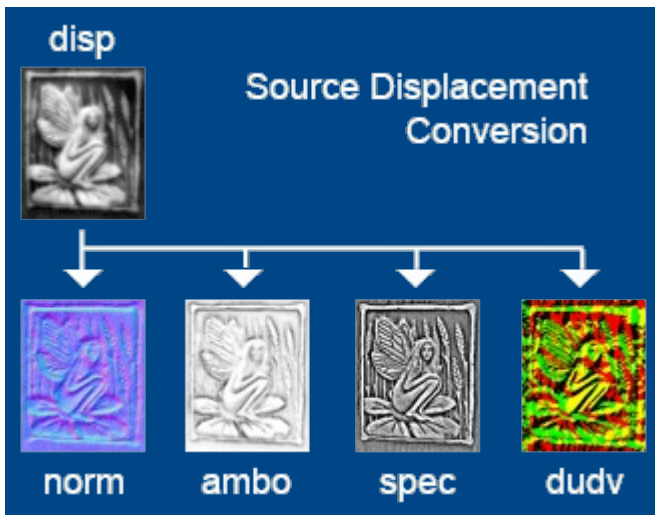 disp
Source Displacement
Conversion
norm
ambo
spec
dudv